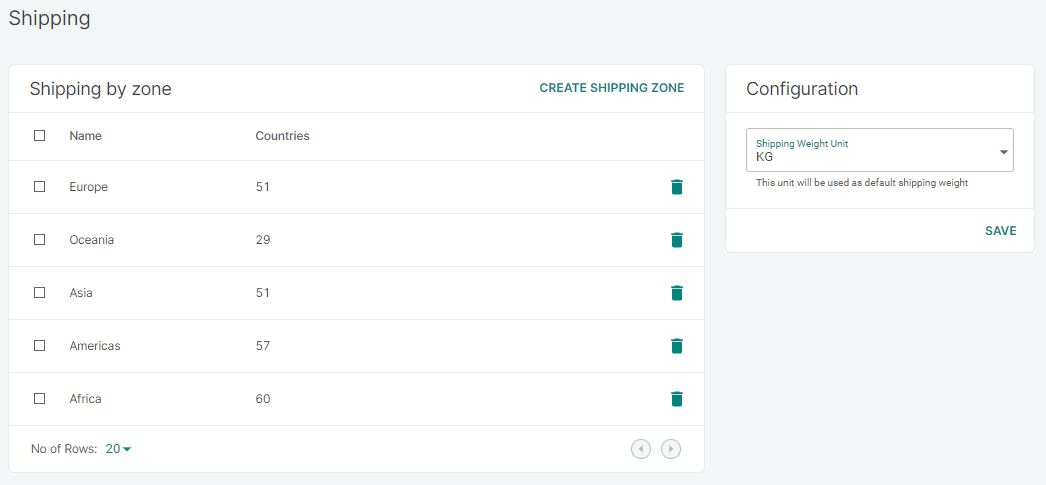 Shipping
Shipping by zone
CREATE SHIPPING ZONE
Name Countries
Europe 51
Oceania 29
Asia 51
Americas 57
Africa 60
No of Rows: 20
Configuration
Shipping Weight Unit
KG
This unit will be used as default shipping weight
SAVE